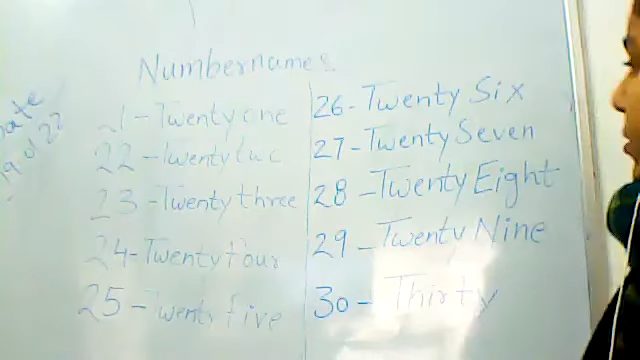 Numbernames
Date
21-Twenty one
22-Twenty two
23-Twenty three
24-Twenty four
25-Twenty five
26-Twenty Six
27-Twenty Seven
28-Twenty Eight
29-Twenty Nine
30-Thirty